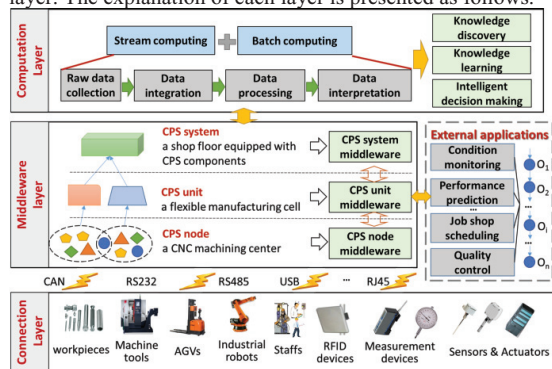 layer. The explanation of each layer is presented as follows.
Computation
Layer
Stream computing
Batch computing
Raw data
collection
Data
integration
Data
processing
Data
interpretation
Knowledge
discovery
Knowledge
learning
Intelligent
decision making
Middleware
layer
CPS system
a shop floor equipped with
CPS components
CPS system
middleware
CPS unit
a flexible manufacturing cell
CPS unit
middleware
CPS node
a CNC machining center
CPS node
middleware
External applications
Condition
monitoring
Performance
prediction
...
Job shop
scheduling
Quality
control
O1
O2
...
Oi
...
On
CAN
RS232
RS485
USB
...
RJ45
Connection
Layer
workpieces
Machine
tools
AGVs
Industrial
robots
Staffs
RFID
devices
Measurement
devices
Sensors & Actuators